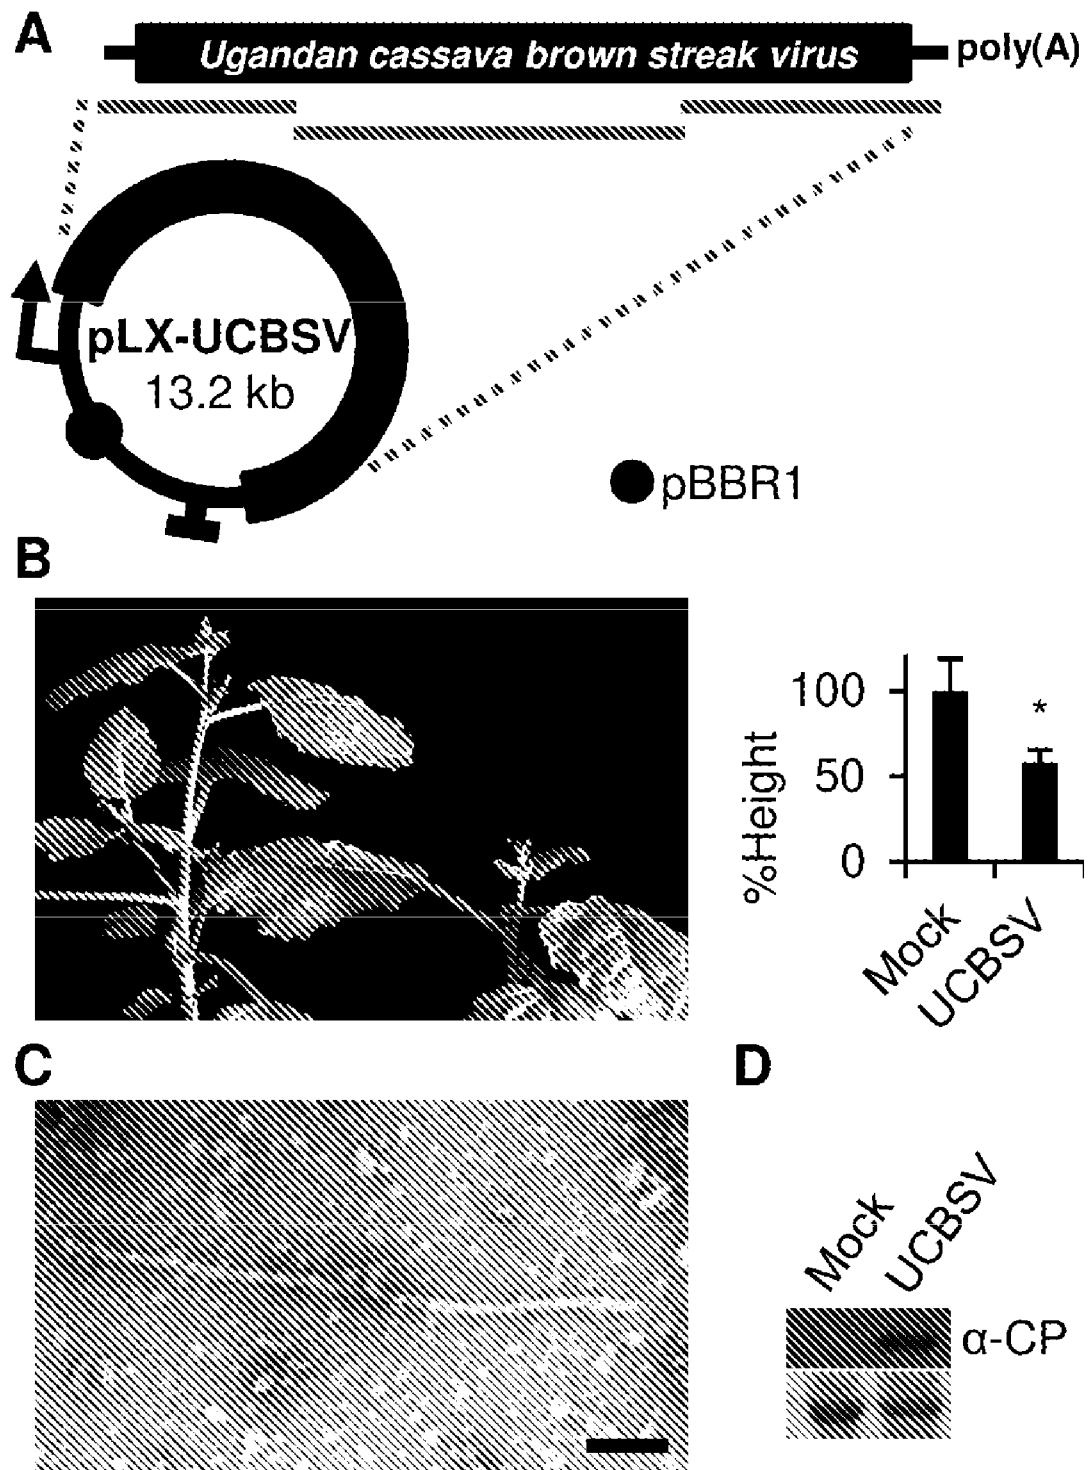 A
Ugandan cassava brown streak virus
poly(A)
pLX-UCBSV
13.2 kb
pBBR1
B
100
*
50
0
%Height
Mock
UCBSV
C
D
Mock
UCBSV
α-CP